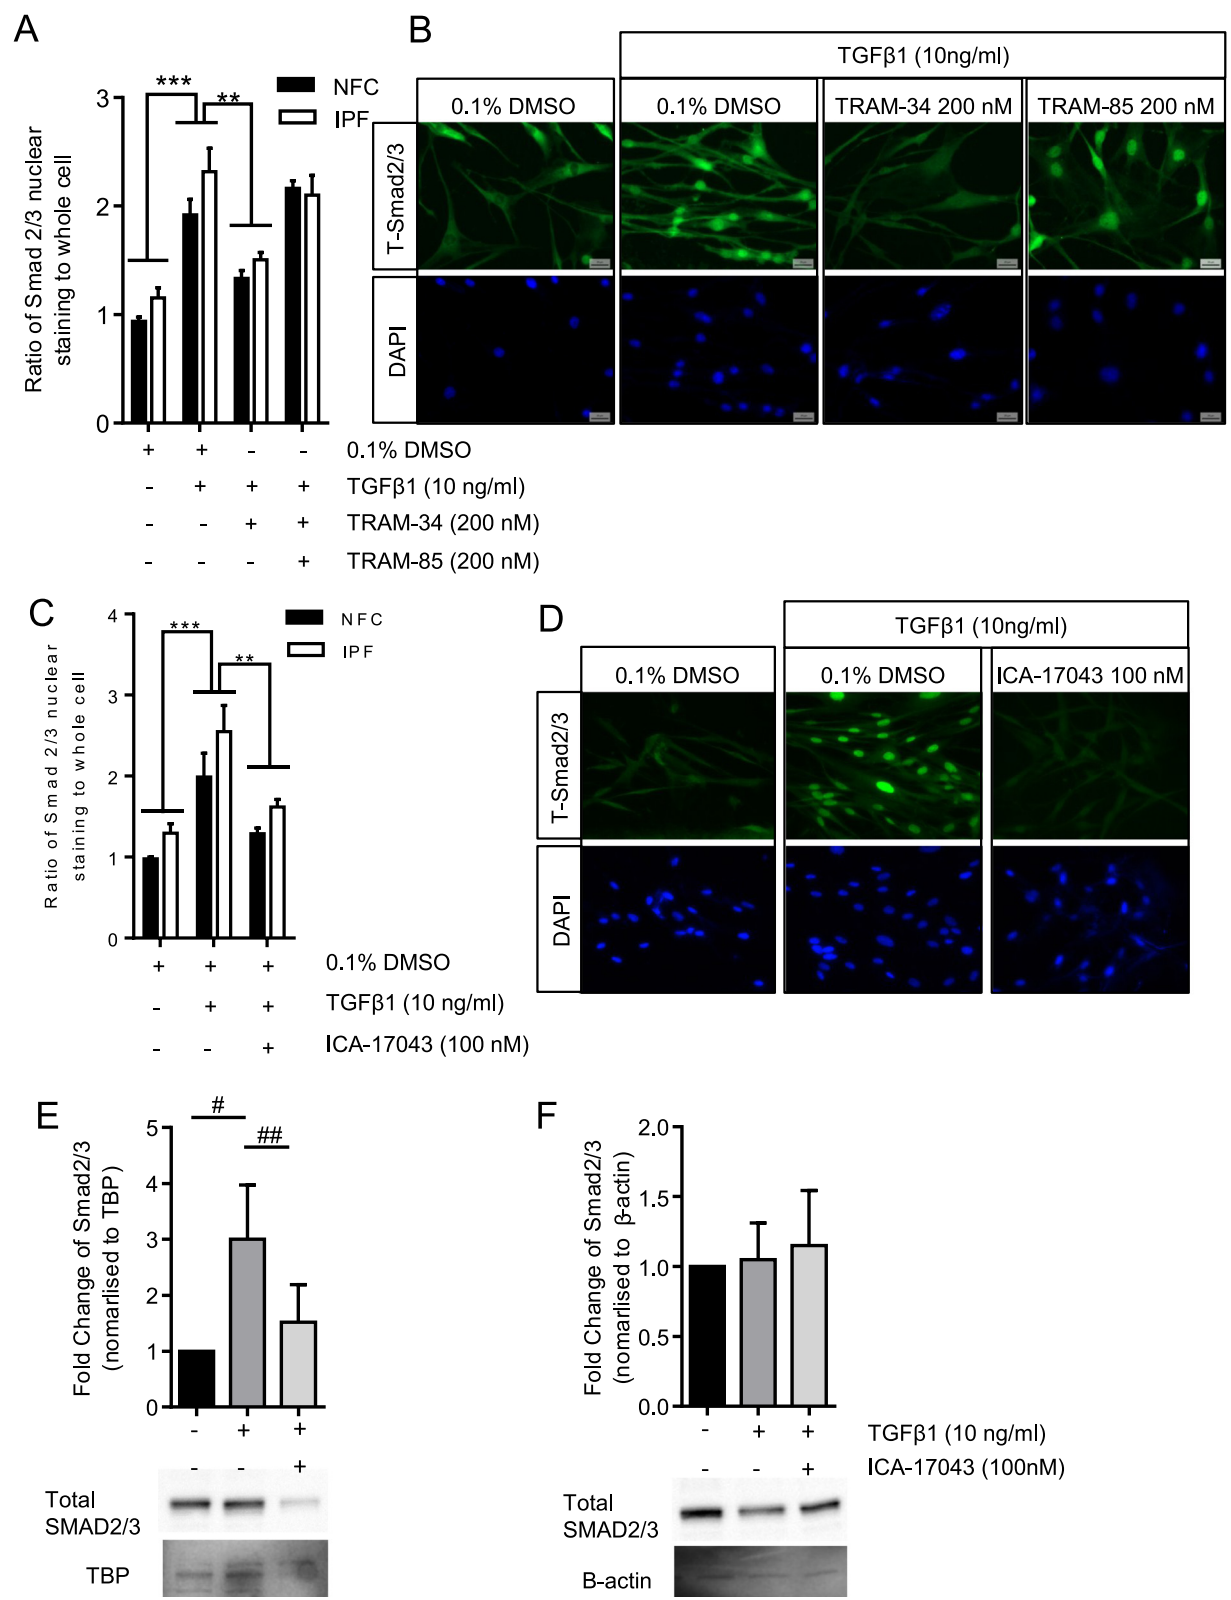 A
B
***
**
NFC
IPF
3
2
1
0
Ratio of Smad 2/3 nuclear
staining to whole cell
+ + - - 0.1% DMSO
- + + + TGFβ1 (10 ng/ml)
- - + + TRAM-34 (200 nM)
- - - + TRAM-85 (200 nM)
TGFβ1 (10ng/ml)
0.1% DMSO 0.1% DMSO TRAM-34 200 nM TRAM-85 200 nM
T-Smad2/3
DAPI
C
D
***
**
NFC
IPF
4
3
2
1
0
Ratio of Smad 2/3 nuclear
staining to whole cell
+ + + 0.1% DMSO
- + + TGFβ1 (10 ng/ml)
- - + ICA-17043 (100 nM)
TGFβ1 (10ng/ml)
0.1% DMSO 0.1% DMSO ICA-17043 100 nM
T-Smad2/3
DAPI
E
#
##
5
4
3
2
1
0
Fold Change of Smad2/3
(nomarlised to TBP)
- + +
- - +
Total
SMAD2/3
TBP
F
2.0
1.5
1.0
0.5
0.0
Fold Change of Smad2/3
(nomarlised to β-actin)
- + + TGFβ1 (10 ng/ml)
- - + ICA-17043 (100nM)
Total
SMAD2/3
B-actin